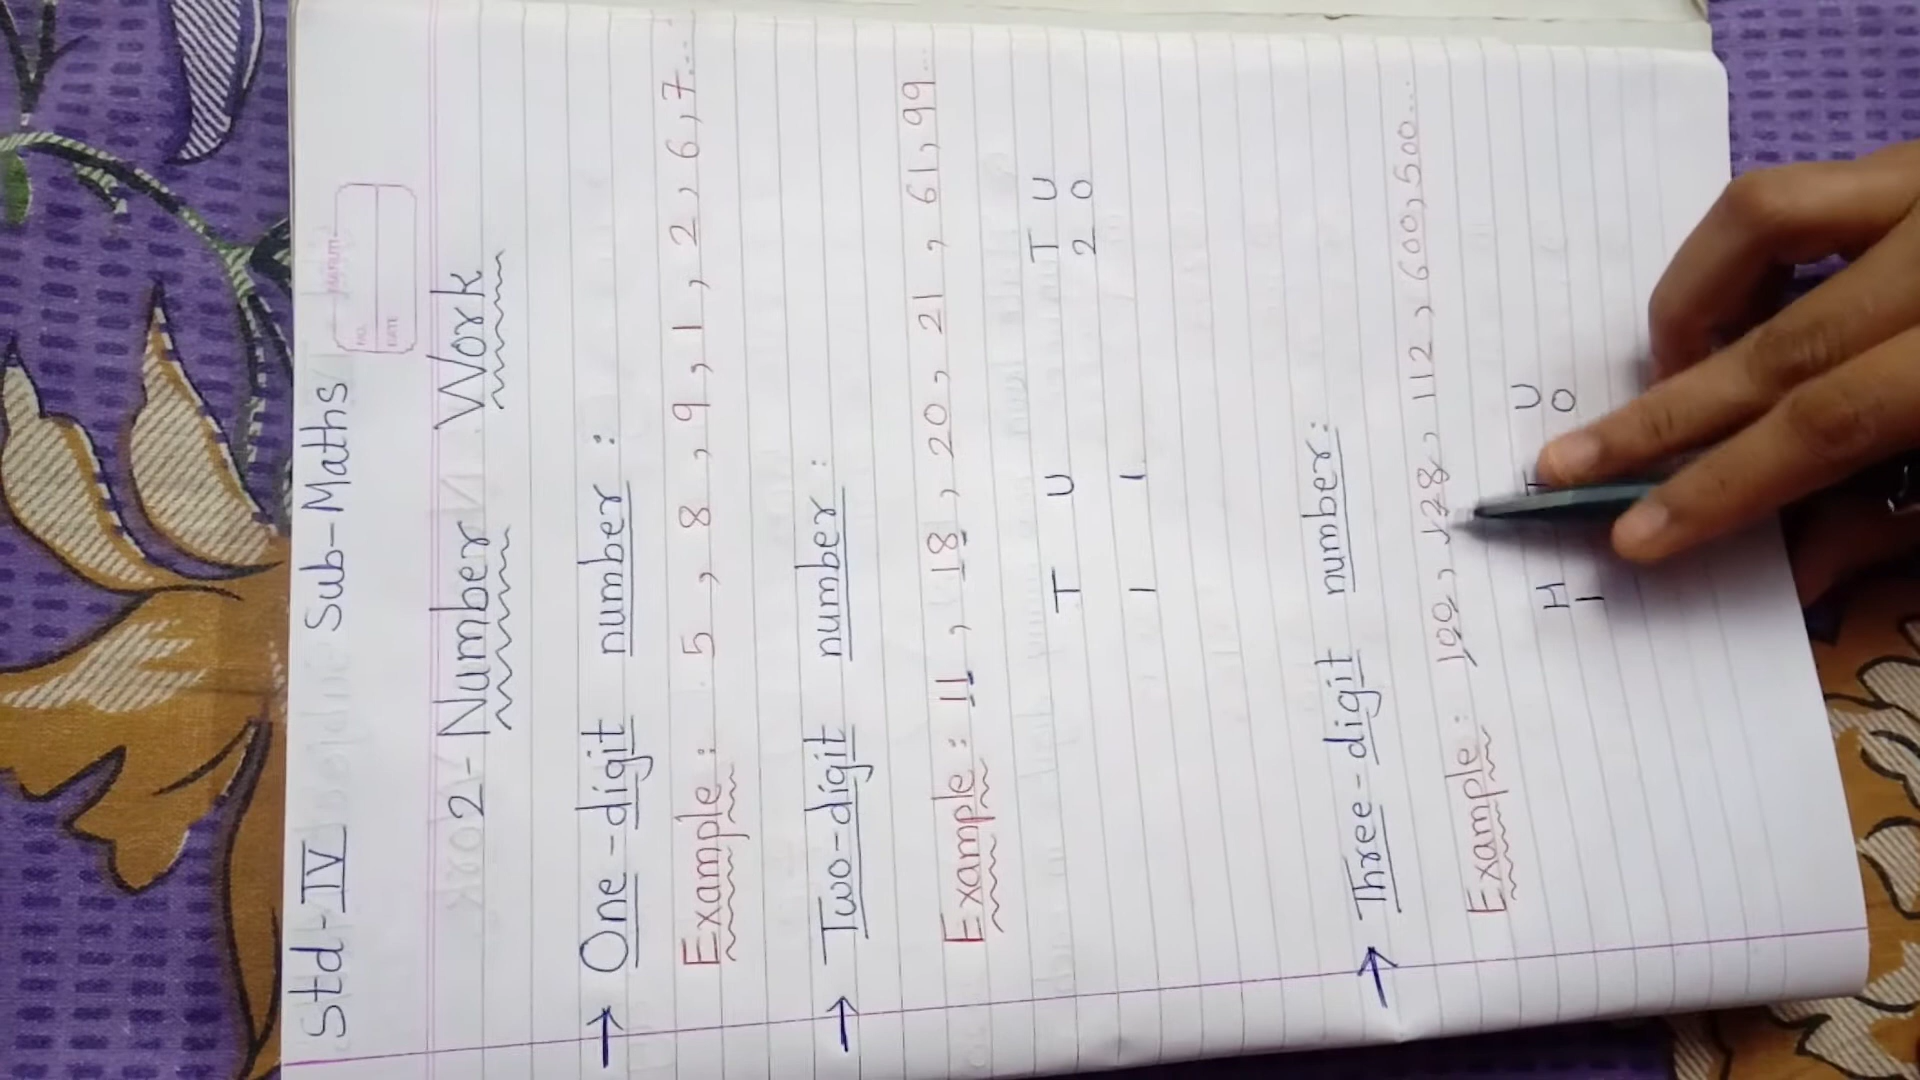 Std-IV Sub-Maths
NO.
DATE
2-Number Work
→ One-digit number:
Example: 5, 8, 9, 1, 2, 6, 7...
→ Two-digit number:
Example: 11, 18, 20, 21, 61, 99...
T U T U
1 1 2 0
→ Three-digit number:
Example: 100, 128, 112, 600, 500...
H T U
1 0